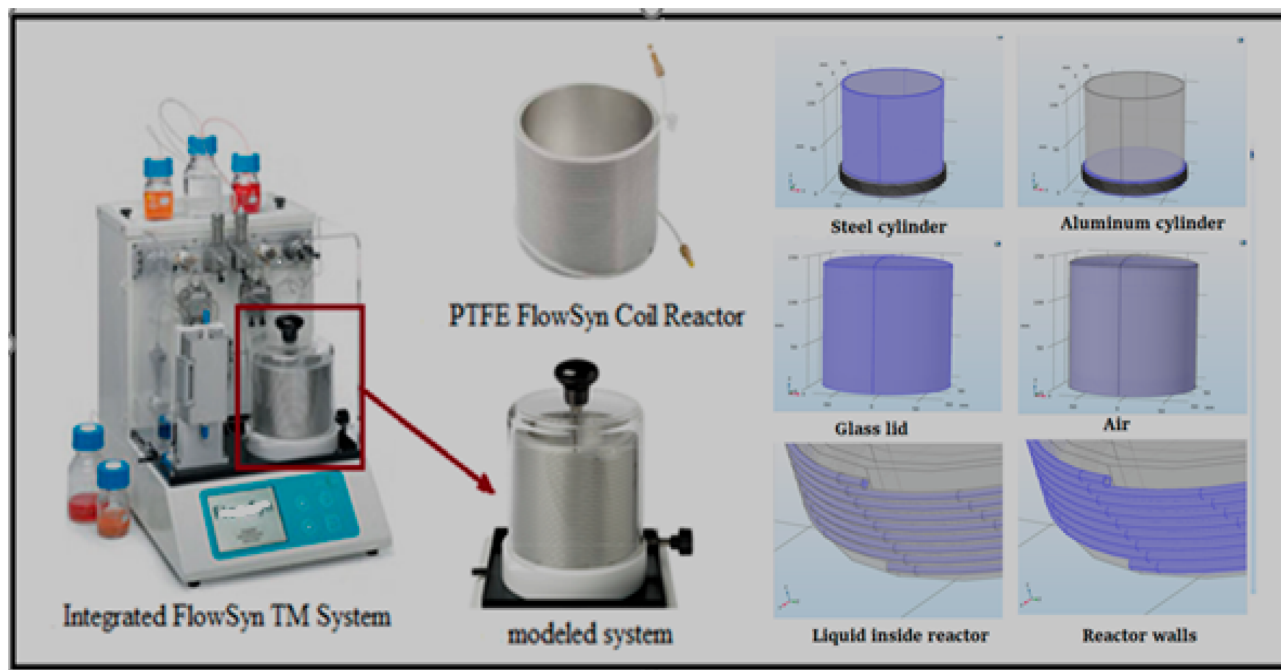 PTFE FlowSyn Coil Reactor
Integrated FlowSyn TM System
modeled system
Steel cylinder
Aluminum cylinder
Glass lid
Air
Liquid inside reactor
Reactor walls